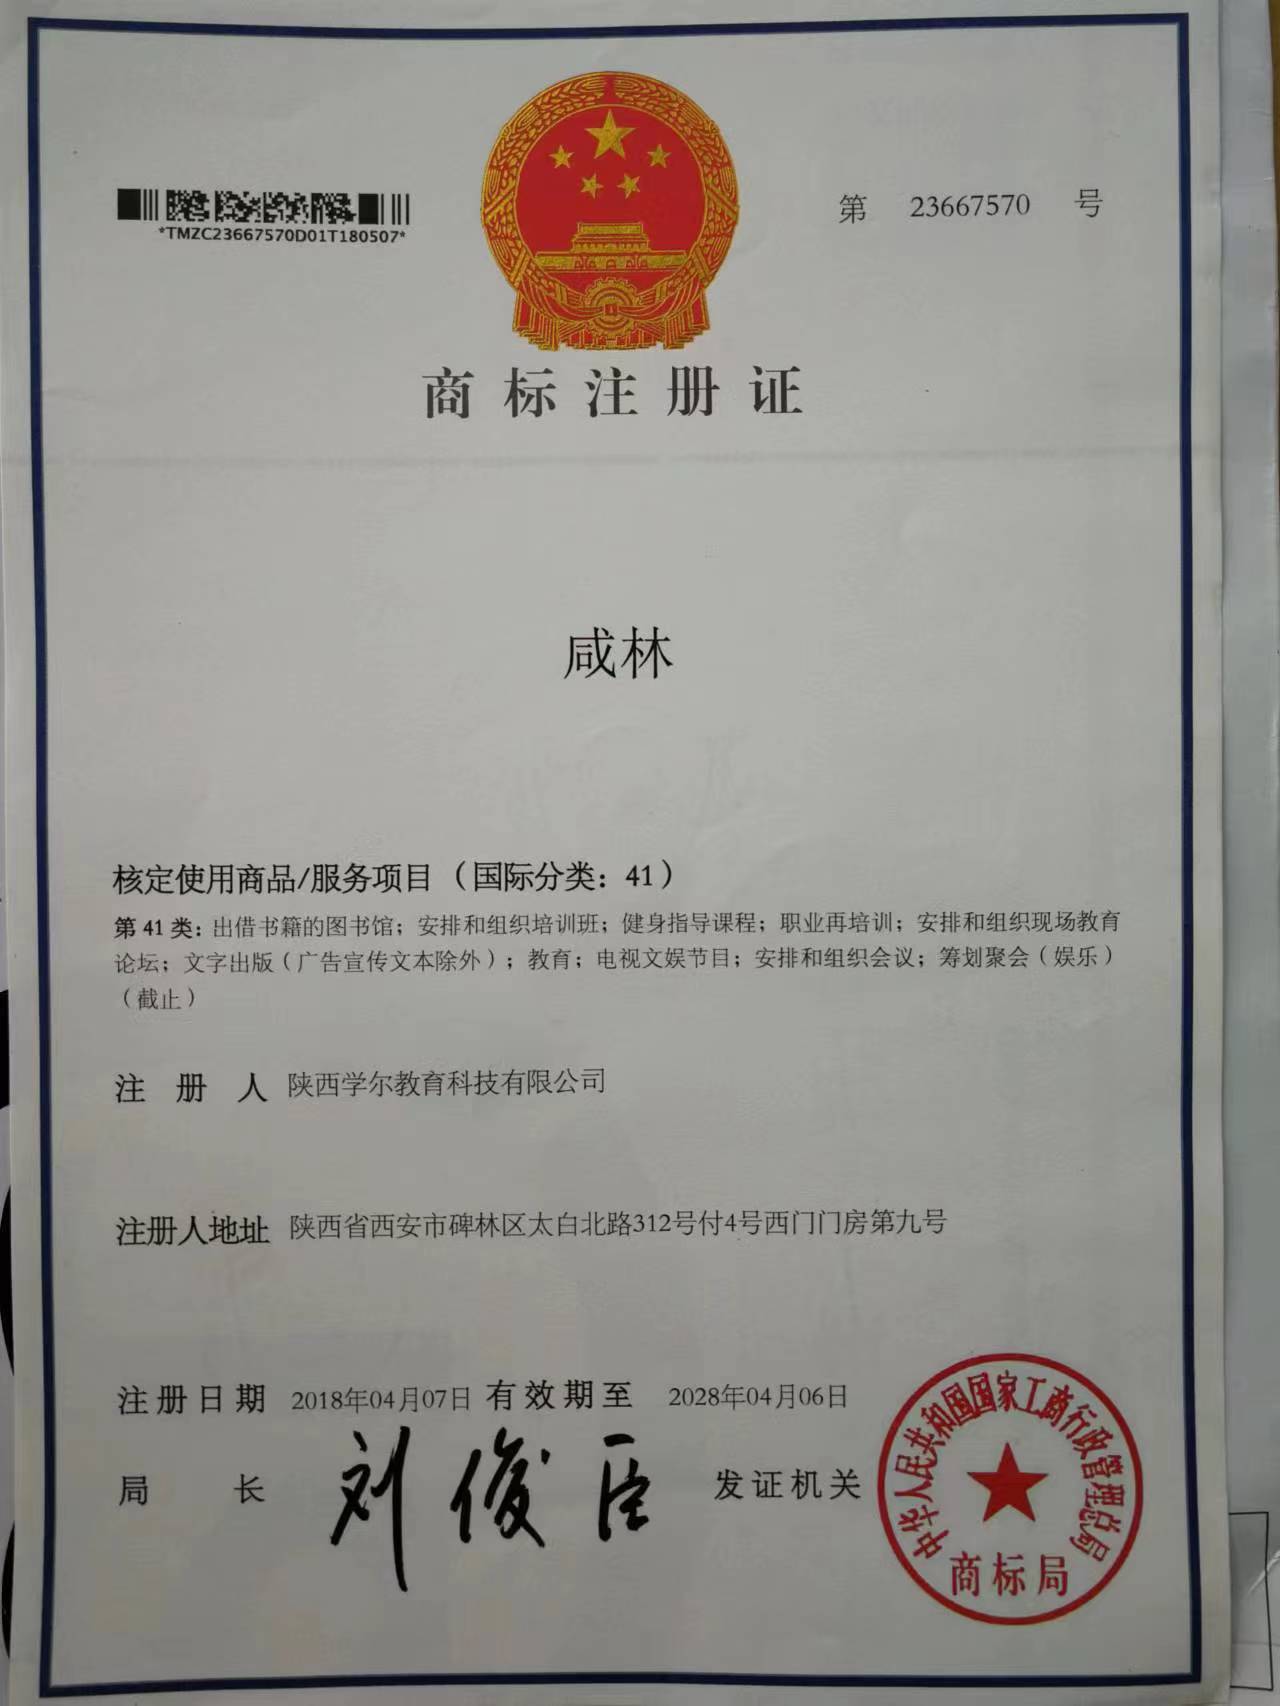 第 23667570 号
*TMZC23667570D01T180507*
商标注册证
咸林
核定使用商品/服务项目（国际分类：41）
第 41 类：出借书籍的图书馆；安排和组织培训班；健身指导课程；职业再培训；安排和组织现场教育
论坛；文字出版（广告宣传文本除外）；教育；电视文娱节目；安排和组织会议；筹划聚会（娱乐）
（截止）
注册人 陕西学尔教育科技有限公司
注册人地址 陕西省西安市碑林区太白北路312号付4号西门门房第九号
注册日期 2018年04月07日 有效期至 2028年04月06日
局长 刘俊臣 发证机关
中华人民共和国国家工商行政管理总局
商标局